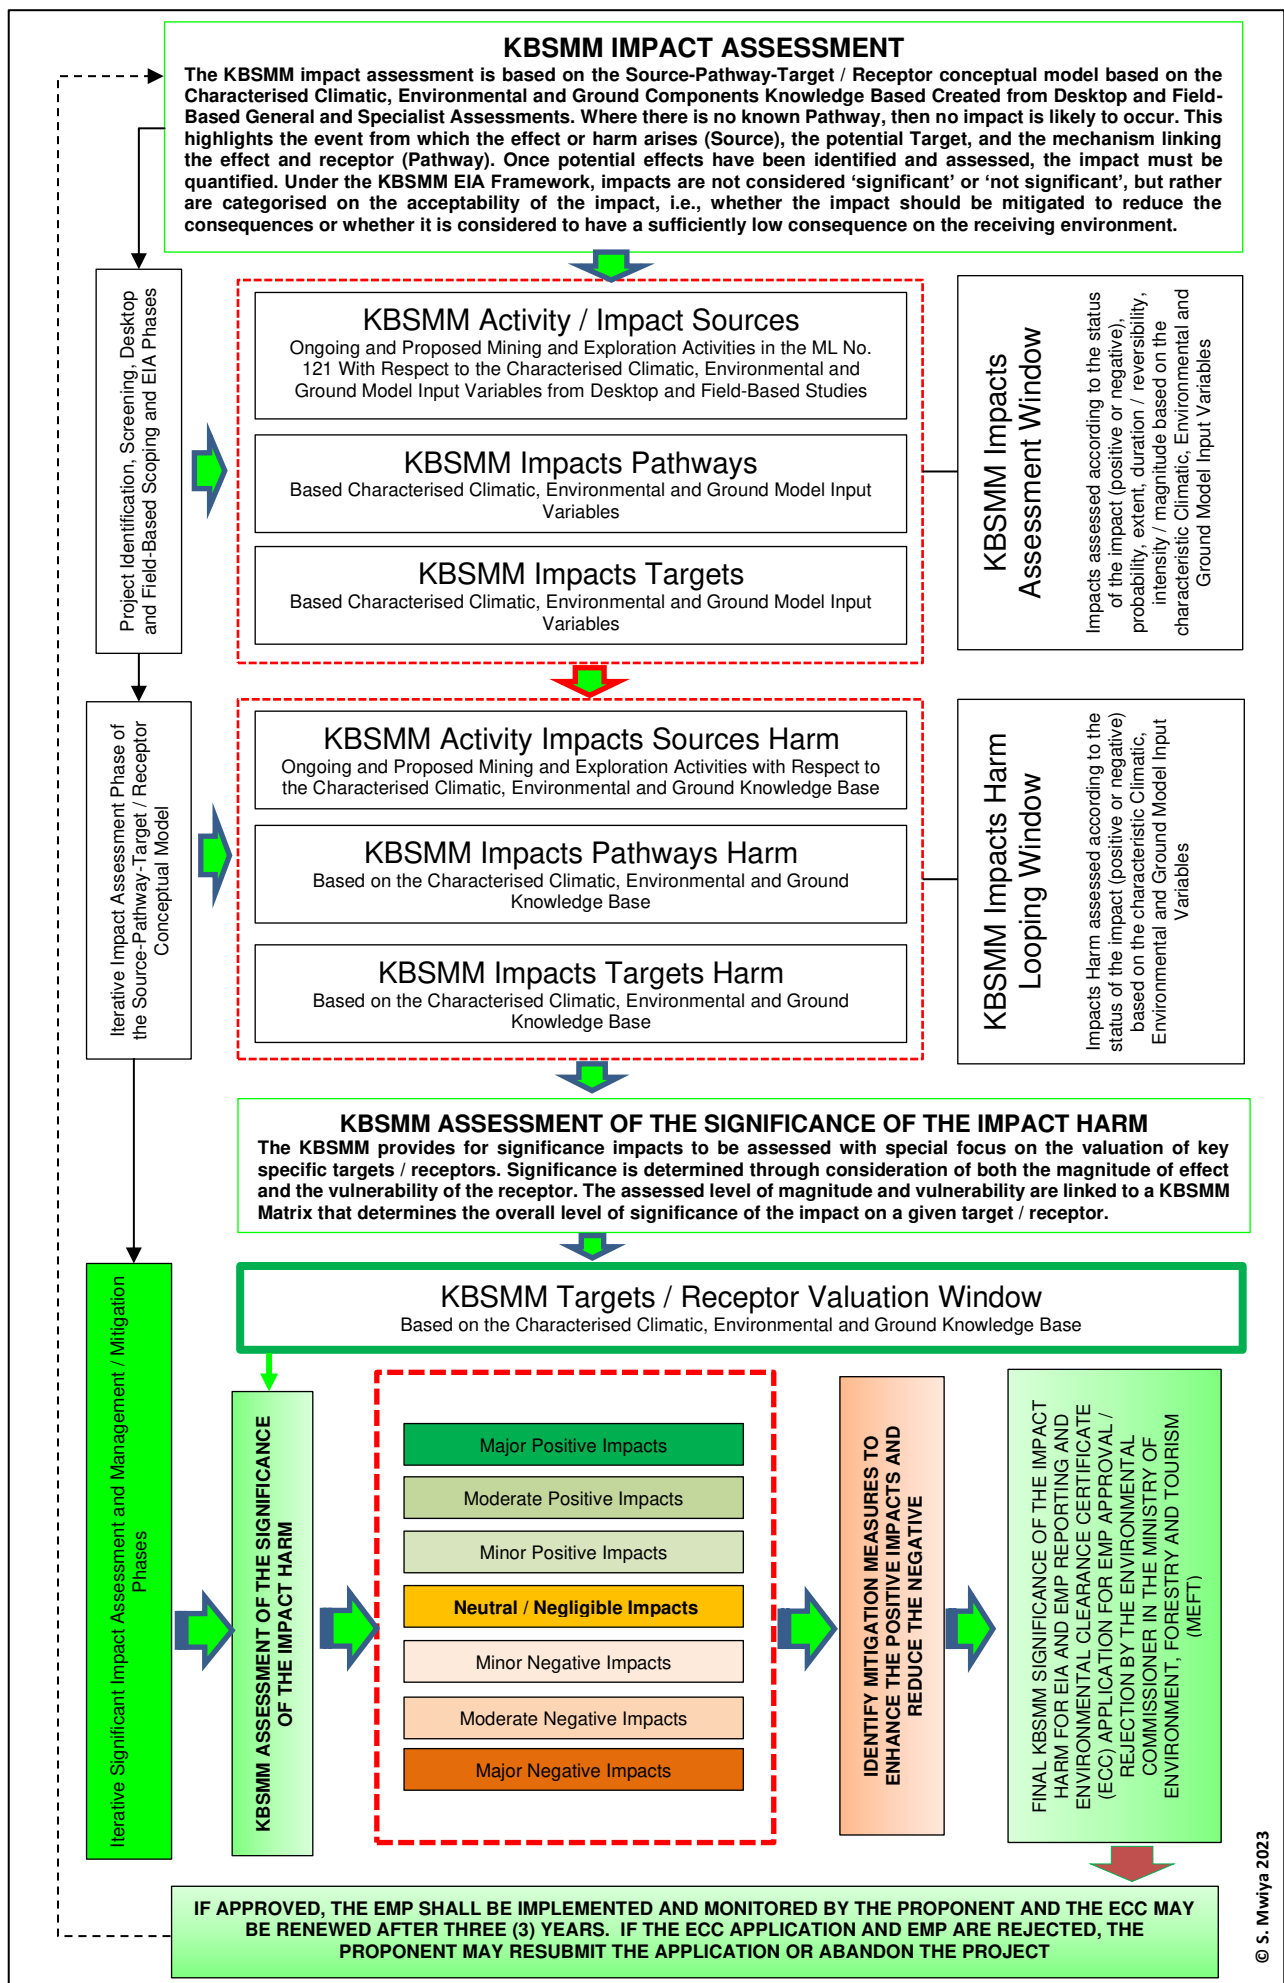 KBSMM IMPACT ASSESSMENT
The KBSMM impact assessment is based on the Source-Pathway-Target / Receptor conceptual model based on the
Characterised Climatic, Environmental and Ground Components Knowledge Based Created from Desktop and Field-
Based General and Specialist Assessments. Where there is no known Pathway, then no impact is likely to occur. This
highlights the event from which the effect or harm arises (Source), the potential Target, and the mechanism linking
the effect and receptor (Pathway). Once potential effects have been identified and assessed, the impact must be
quantified. Under the KBSMM EIA Framework, impacts are not considered ‘significant’ or ‘not significant’, but rather
are categorised on the acceptability of the impact, i.e., whether the impact should be mitigated to reduce the
consequences or whether it is considered to have a sufficiently low consequence on the receiving environment.
Project Identification, Screening, Desktop
and Field-Based Scoping and EIA Phases
KBSMM Activity / Impact Sources
Ongoing and Proposed Mining and Exploration Activities in the ML No.
121 With Respect to the Characterised Climatic, Environmental and
Ground Model Input Variables from Desktop and Field-Based Studies
KBSMM Impacts Pathways
Based Characterised Climatic, Environmental and Ground Model Input
Variables
KBSMM Impacts Targets
Based Characterised Climatic, Environmental and Ground Model Input
Variables
KBSMM Impacts
Assessment Window
Impacts assessed according to the status
of the impact (positive or negative),
probability, extent, duration / reversibility,
intensity / magnitude based on the
characteristic Climatic, Environmental and
Ground Model Input Variables
Iterative Impact Assessment Phase of
the Source-Pathway-Target / Receptor
Conceptual Model
KBSMM Activity Impacts Sources Harm
Ongoing and Proposed Mining and Exploration Activities with Respect to
the Characterised Climatic, Environmental and Ground Knowledge Base
KBSMM Impacts Pathways Harm
Based on the Characterised Climatic, Environmental and Ground
Knowledge Base
KBSMM Impacts Targets Harm
Based on the Characterised Climatic, Environmental and Ground
Knowledge Base
KBSMM Impacts Harm
Looping Window
Impacts Harm assessed according to the
status of the impact (positive or negative)
based on the characteristic Climatic,
Environmental and Ground Model Input
Variables
KBSMM ASSESSMENT OF THE SIGNIFICANCE OF THE IMPACT HARM
The KBSMM provides for significance impacts to be assessed with special focus on the valuation of key
specific targets / receptors. Significance is determined through consideration of both the magnitude of effect
and the vulnerability of the receptor. The assessed level of magnitude and vulnerability are linked to a KBSMM
Matrix that determines the overall level of significance of the impact on a given target / receptor.
KBSMM Targets / Receptor Valuation Window
Based on the Characterised Climatic, Environmental and Ground Knowledge Base
Iterative Significant Impact Assessment and Management / Mitigation
Phases
KBSMM ASSESSMENT OF THE SIGNIFICANCE
OF THE IMPACT HARM
Major Positive Impacts
Moderate Positive Impacts
Minor Positive Impacts
Neutral / Negligible Impacts
Minor Negative Impacts
Moderate Negative Impacts
Major Negative Impacts
IDENTIFY MITIGATION MEASURES TO
ENHANCE THE POSITIVE IMPACTS AND
REDUCE THE NEGATIVE
FINAL KBSMM SIGNIFICANCE OF THE IMPACT
HARM FOR EIA AND EMP REPORTING AND
ENVIRONMENTAL CLEARANCE CERTIFICATE
(ECC) APPLICATION FOR EMP APPROVAL /
REJECTION BY THE ENVIRONMENTAL
COMMISSIONER IN THE MINISTRY OF
ENVIRONMENT, FORESTRY AND TOURISM
(MEFT)
IF APPROVED, THE EMP SHALL BE IMPLEMENTED AND MONITORED BY THE PROPONENT AND THE ECC MAY
BE RENEWED AFTER THREE (3) YEARS. IF THE ECC APPLICATION AND EMP ARE REJECTED, THE
PROPONENT MAY RESUBMIT THE APPLICATION OR ABANDON THE PROJECT
© S. Mwiya 2023